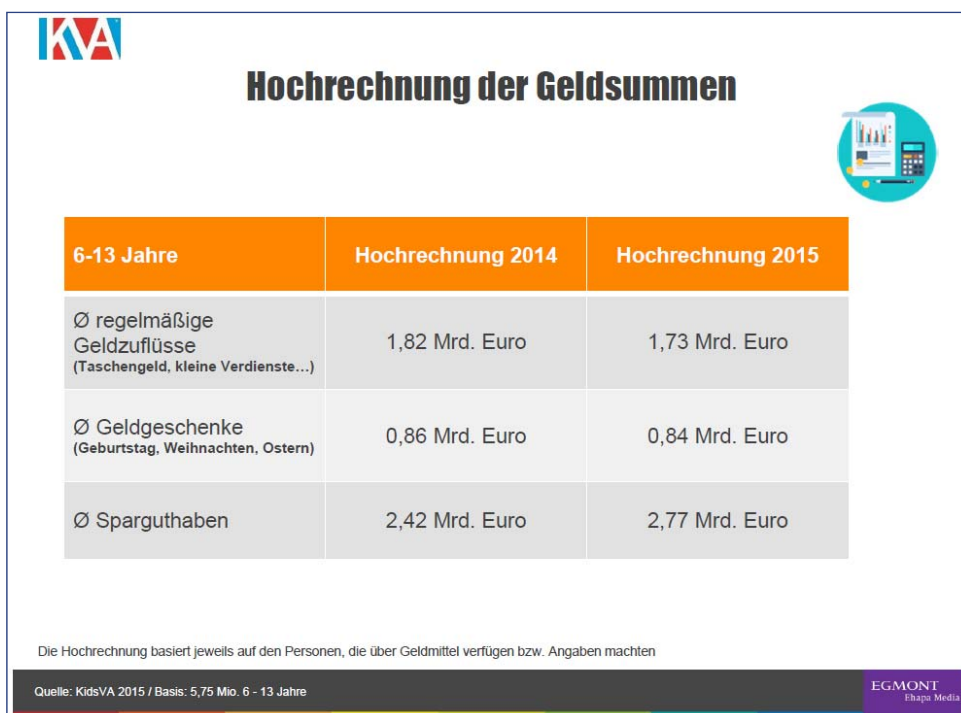 KVA
Hochrechnung der Geldsummen
6-13 Jahre
Hochrechnung 2014
Hochrechnung 2015
Ø regelmäßige
Geldzuflüsse
(Taschengeld, kleine Verdienste…)
1,82 Mrd. Euro
1,73 Mrd. Euro
Ø Geldgeschenke
(Geburtstag, Weihnachten, Ostern)
0,86 Mrd. Euro
0,84 Mrd. Euro
Ø Sparguthaben
2,42 Mrd. Euro
2,77 Mrd. Euro
Die Hochrechnung basiert jeweils auf den Personen, die über Geldmittel verfügen bzw. Angaben machten
Quelle: KidsVA 2015 / Basis: 5,75 Mio. 6 - 13 Jahre
EGMONT
Ehapa Media